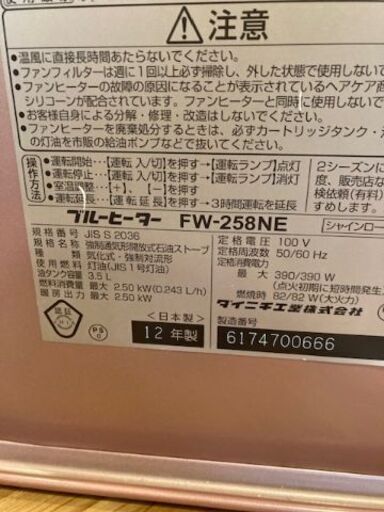 ⚠注意
●温風に直接長時間あたらないでください。
●ファンフィルターは週に1回以上必ず掃除し、外した状態で使用しない
●ファンヒーターの故障の原因になることが表示されているヘアケア商
シリコーンが配合されています。ファンヒーターと同時に使用しない
●お客様自身による分解・修理・改造はしないでください。
●ファンヒーターを廃棄処分するときは、必ずカートリッジタンク・
の灯油を市販の給油ポンプなどで抜いてください。
操作方法
●運転開始…【運転 入/切】を押す→【運転ランプ】点灯
●運転停止…【運転 入/切】を押す→【運転ランプ】消灯
●室温調整…【＋】、【－】を押す
●運転延長…【運転延長】を押す→3時間運転を延長
2シーズンに
度、販売店な
検（有料）
すめします。
ブルーヒーター FW-258NE
シャインロー
規格 JIS S 2036
種類 強制通気形開放式石油ストーブ
形式 気化式・強制対流形
使用燃料 灯油（JIS 1号灯油）
油タンク容量 3.5 L
燃料消費量 最大 2.50 kW（0.243 L/h）
暖房出力 最大 2.50 kW
定格電圧 100 V
定格周波数 50/60 Hz
定格消費電力
最大 390/390 W
（点火初期に短時間発生
燃焼時 82/82 W（大火力）
ダイニチ工業株式会社
PS
〈日本製〉
12 年製
製造番号
6174700666